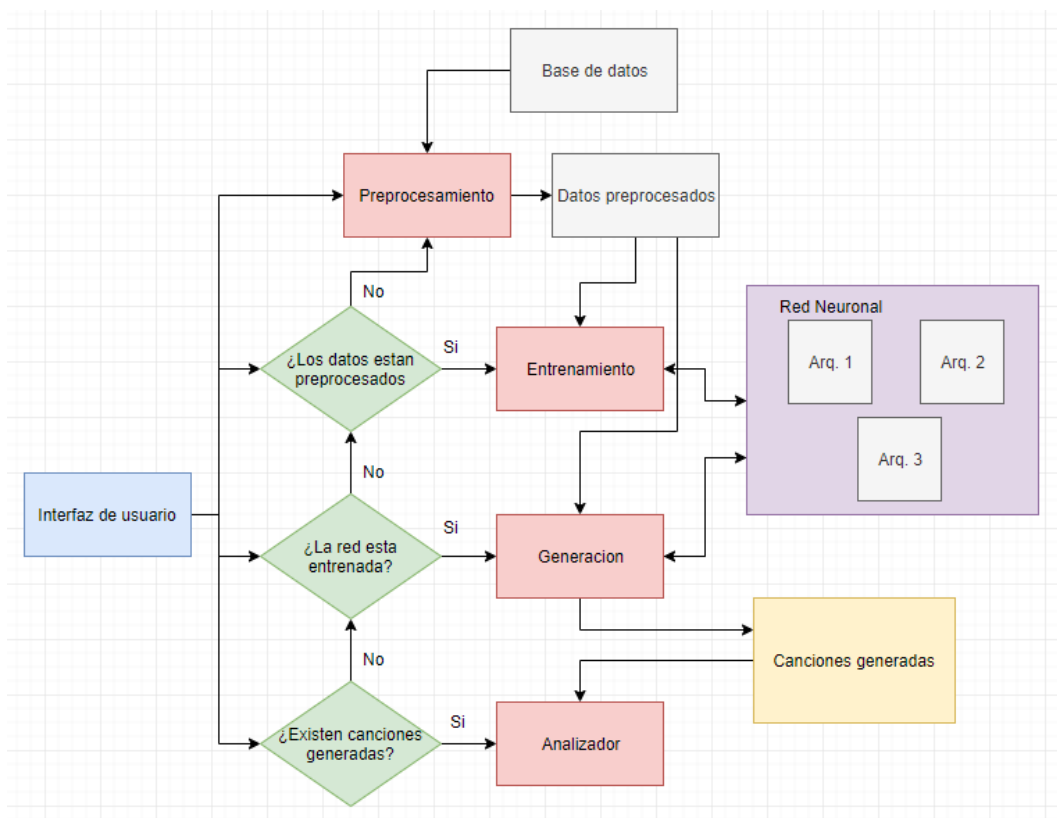 Base de datos
Preprocesamiento
Datos preprocesados
No
Red Neuronal
¿Los datos estan
preprocesados
Si
Entrenamiento
Arq. 1
Arq. 2
No
Arq. 3
Interfaz de usuario
¿La red esta
entrenada?
Si
Generacion
No
Canciones generadas
¿Existen canciones
generadas?
Si
Analizador